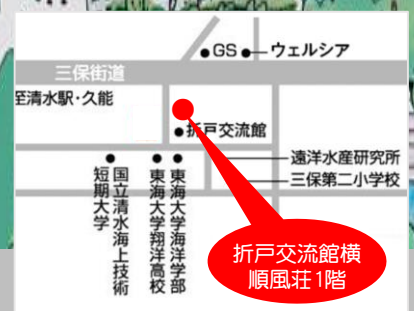 GS
ウェルシア
三保街道
至清水駅・久能
折戸交流館
遠洋水産研究所
三保第二小学校
国立清水海上技術
短期大学
東海大学翔洋高校
東海大学海洋学部
折戸交流館横
順風荘1階